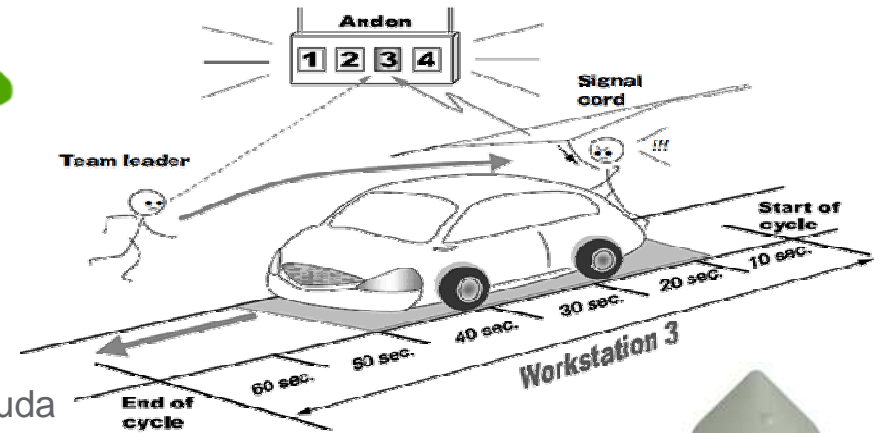 Andon
1 2 3 4
Signal
cord
!!!
Team leader
Start of
cycle
10 sec.
20 sec.
30 sec.
40 sec.
50 sec.
60 sec.
Workstation 3
End of
cycle
uda